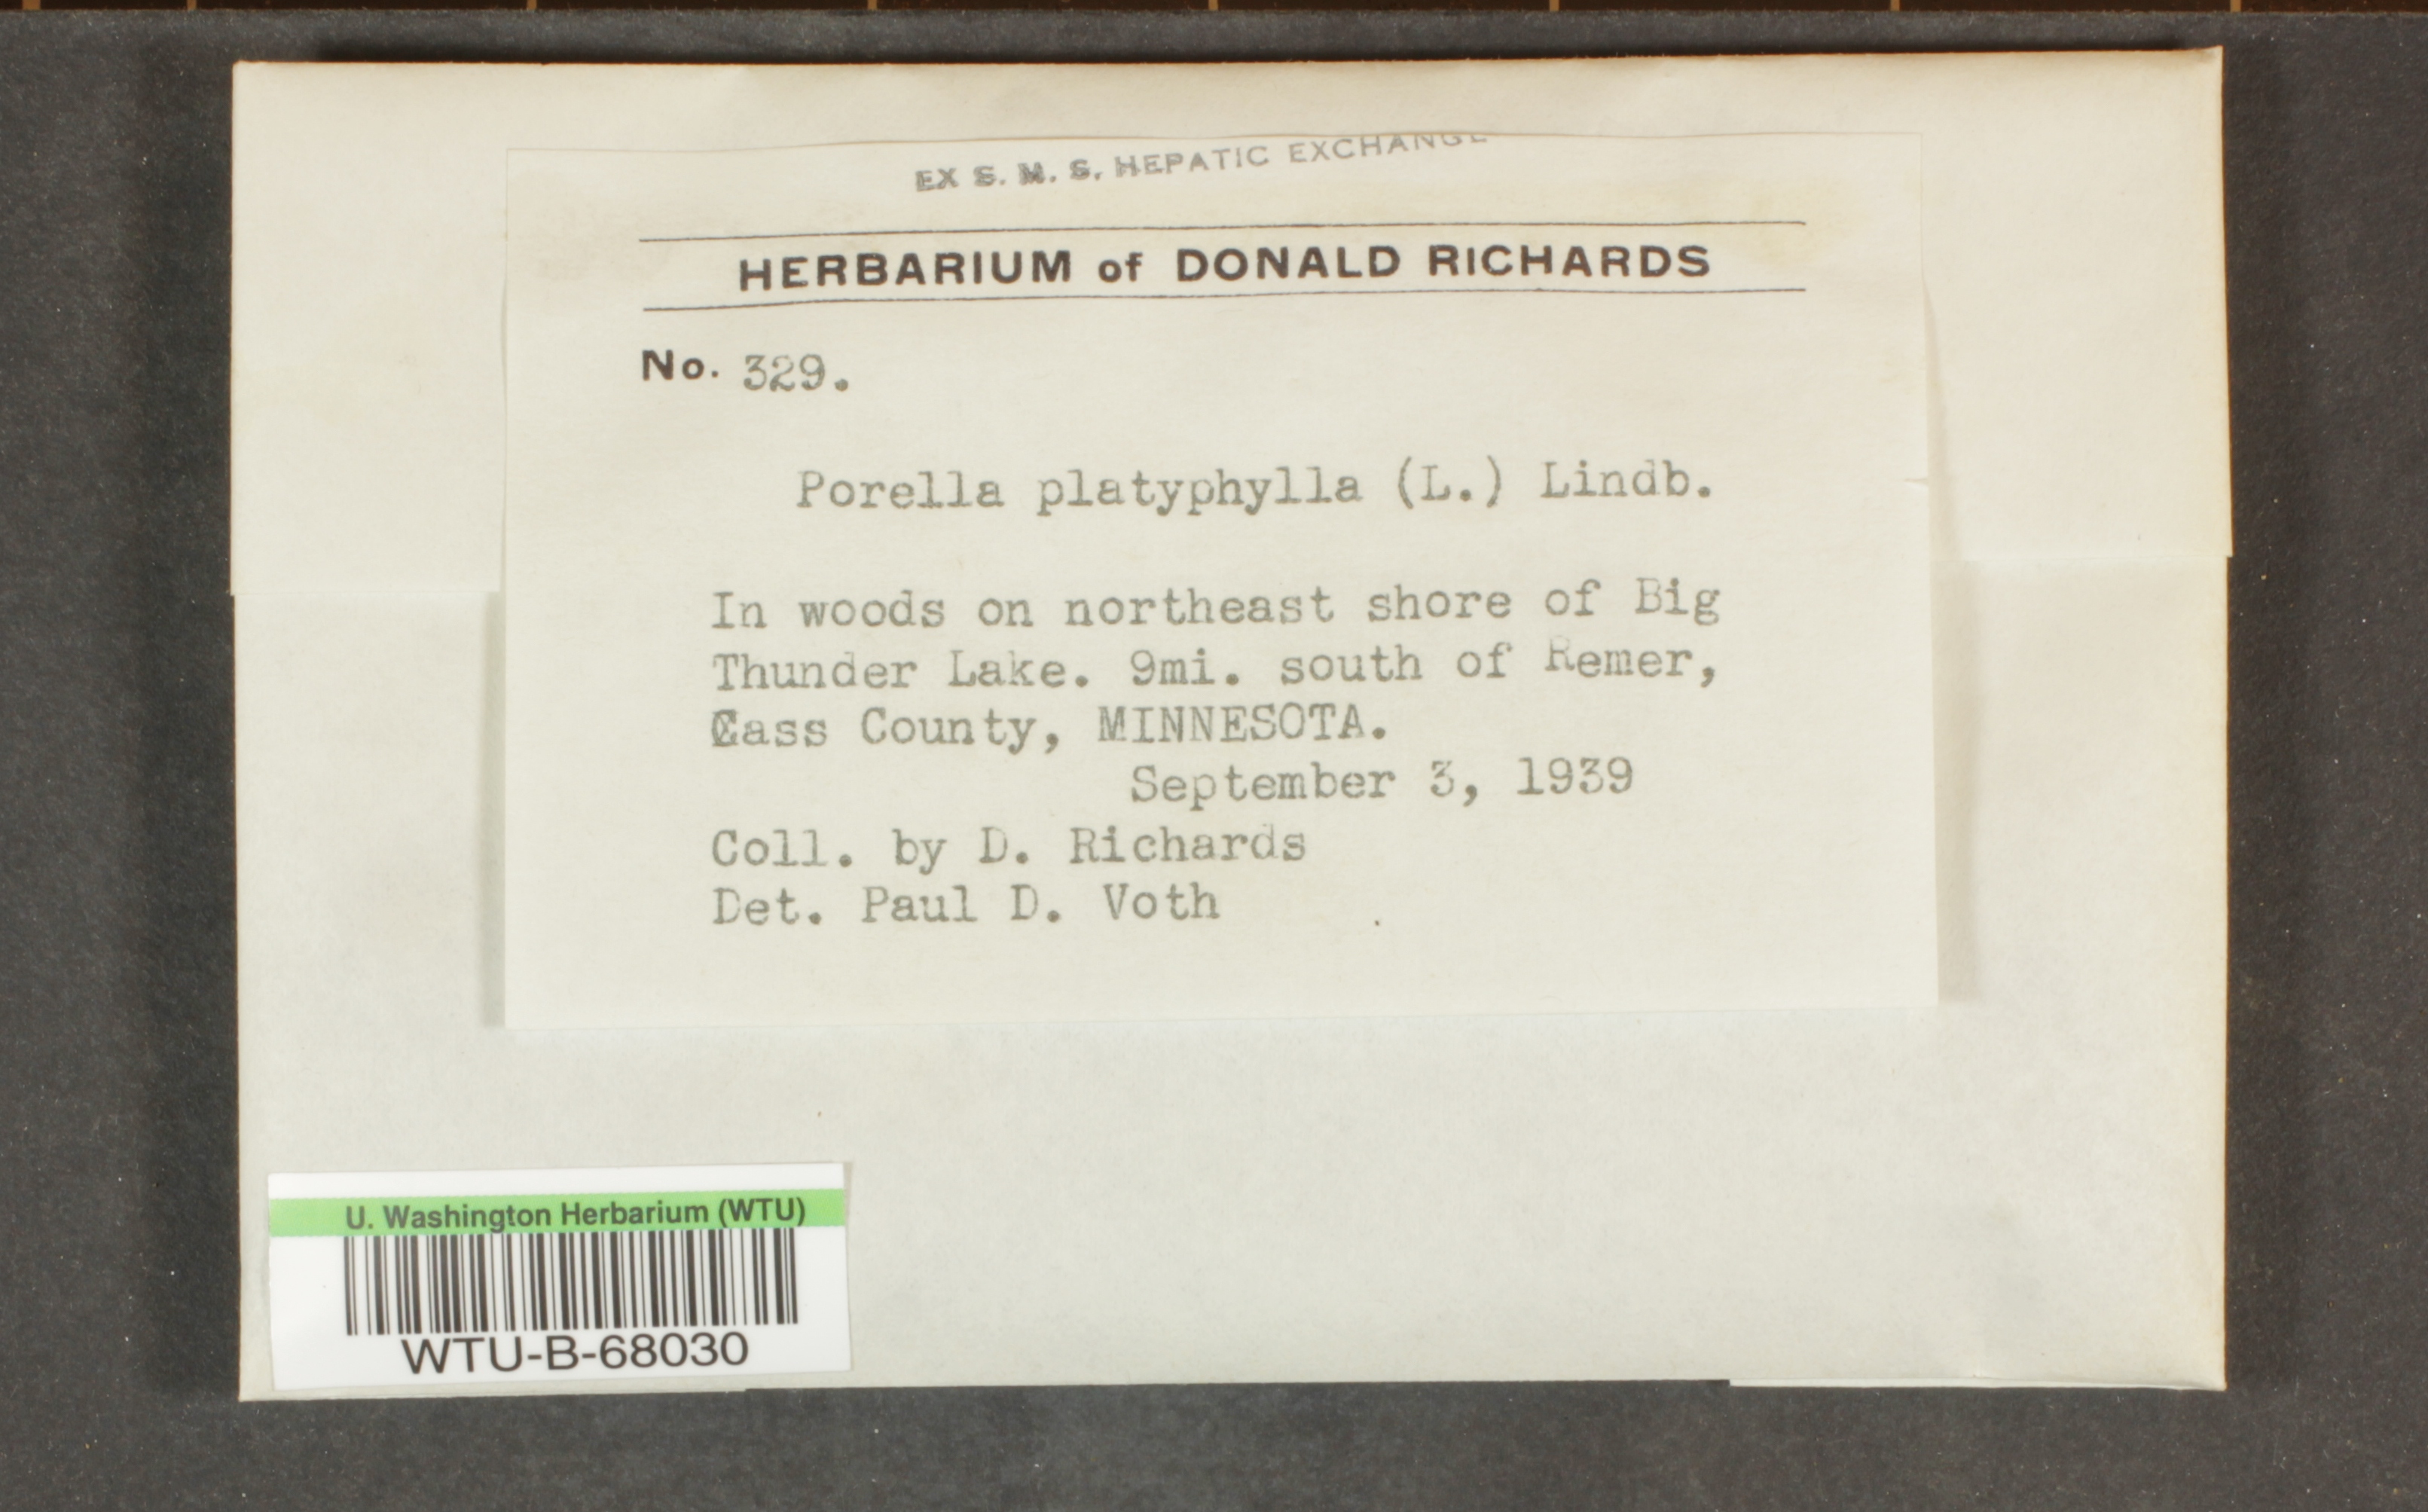 EX S. M. S. HEPATIC EXCHANGE
HERBARIUM of DONALD RICHARDS
No. 329.
Porella platyphylla (L.) Lindb.
In woods on northeast shore of Big
Thunder Lake. 9mi. south of Remer,
Cass County, MINNESOTA.
September 3, 1939
Coll. by D. Richards
Det. Paul D. Voth
U. Washington Herbarium (WTU)
WTU-B-68030